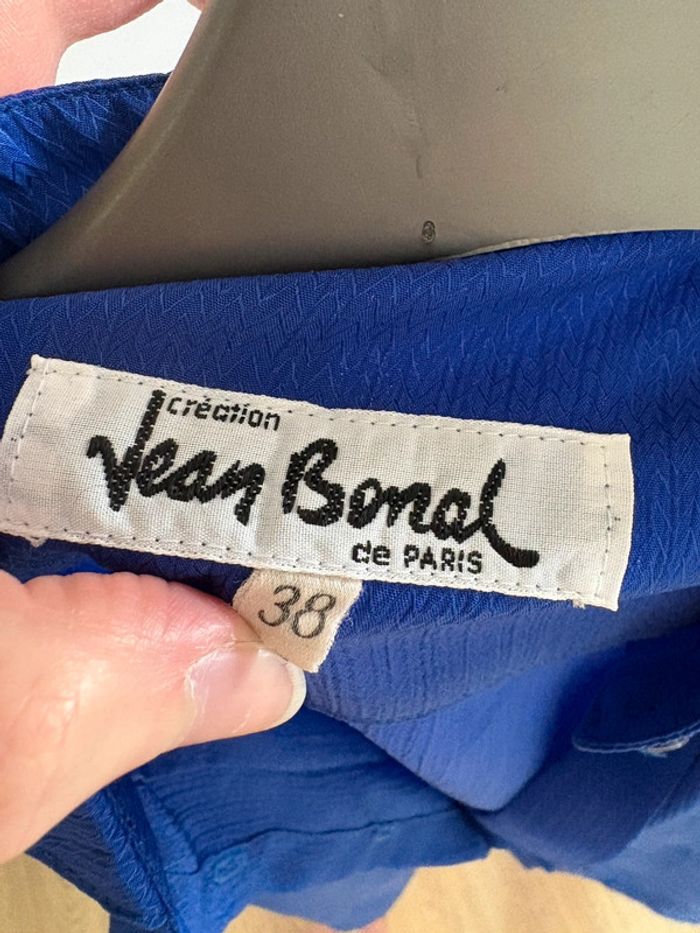 création
Jean Bonal
de PARIS
38